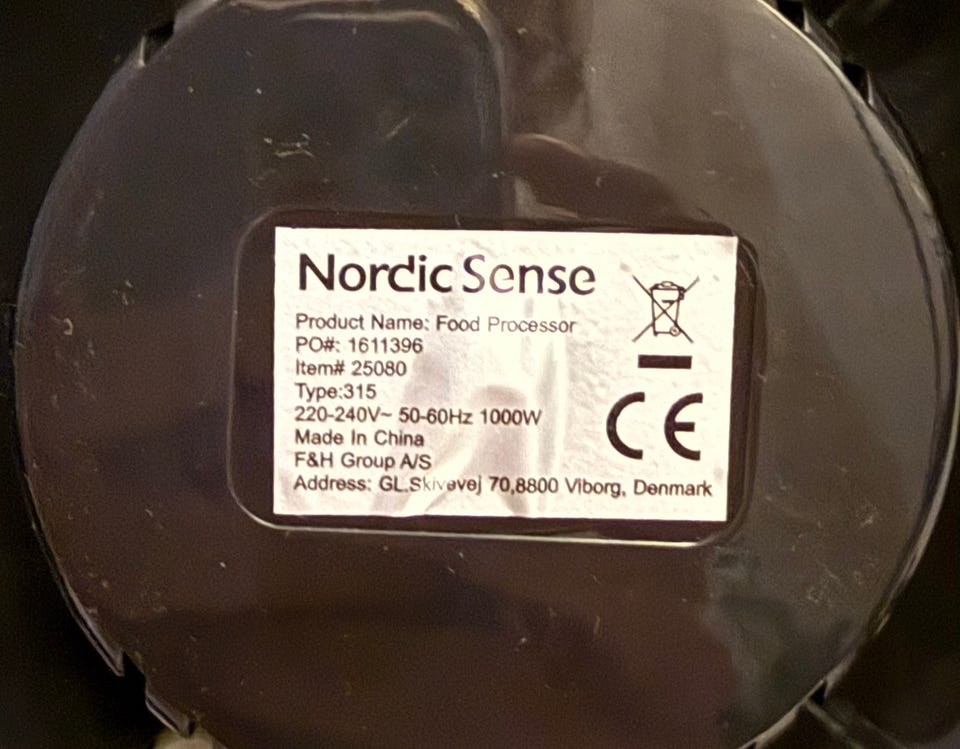 Nordic Sense
Product Name: Food Processor
PO#: 1611396
Item# 25080
Type:315
220-240V~ 50-60Hz 1000W
Made In China
F&H Group A/S
Address: GL.Skivevej 70,8800 Viborg, Denmark
CE